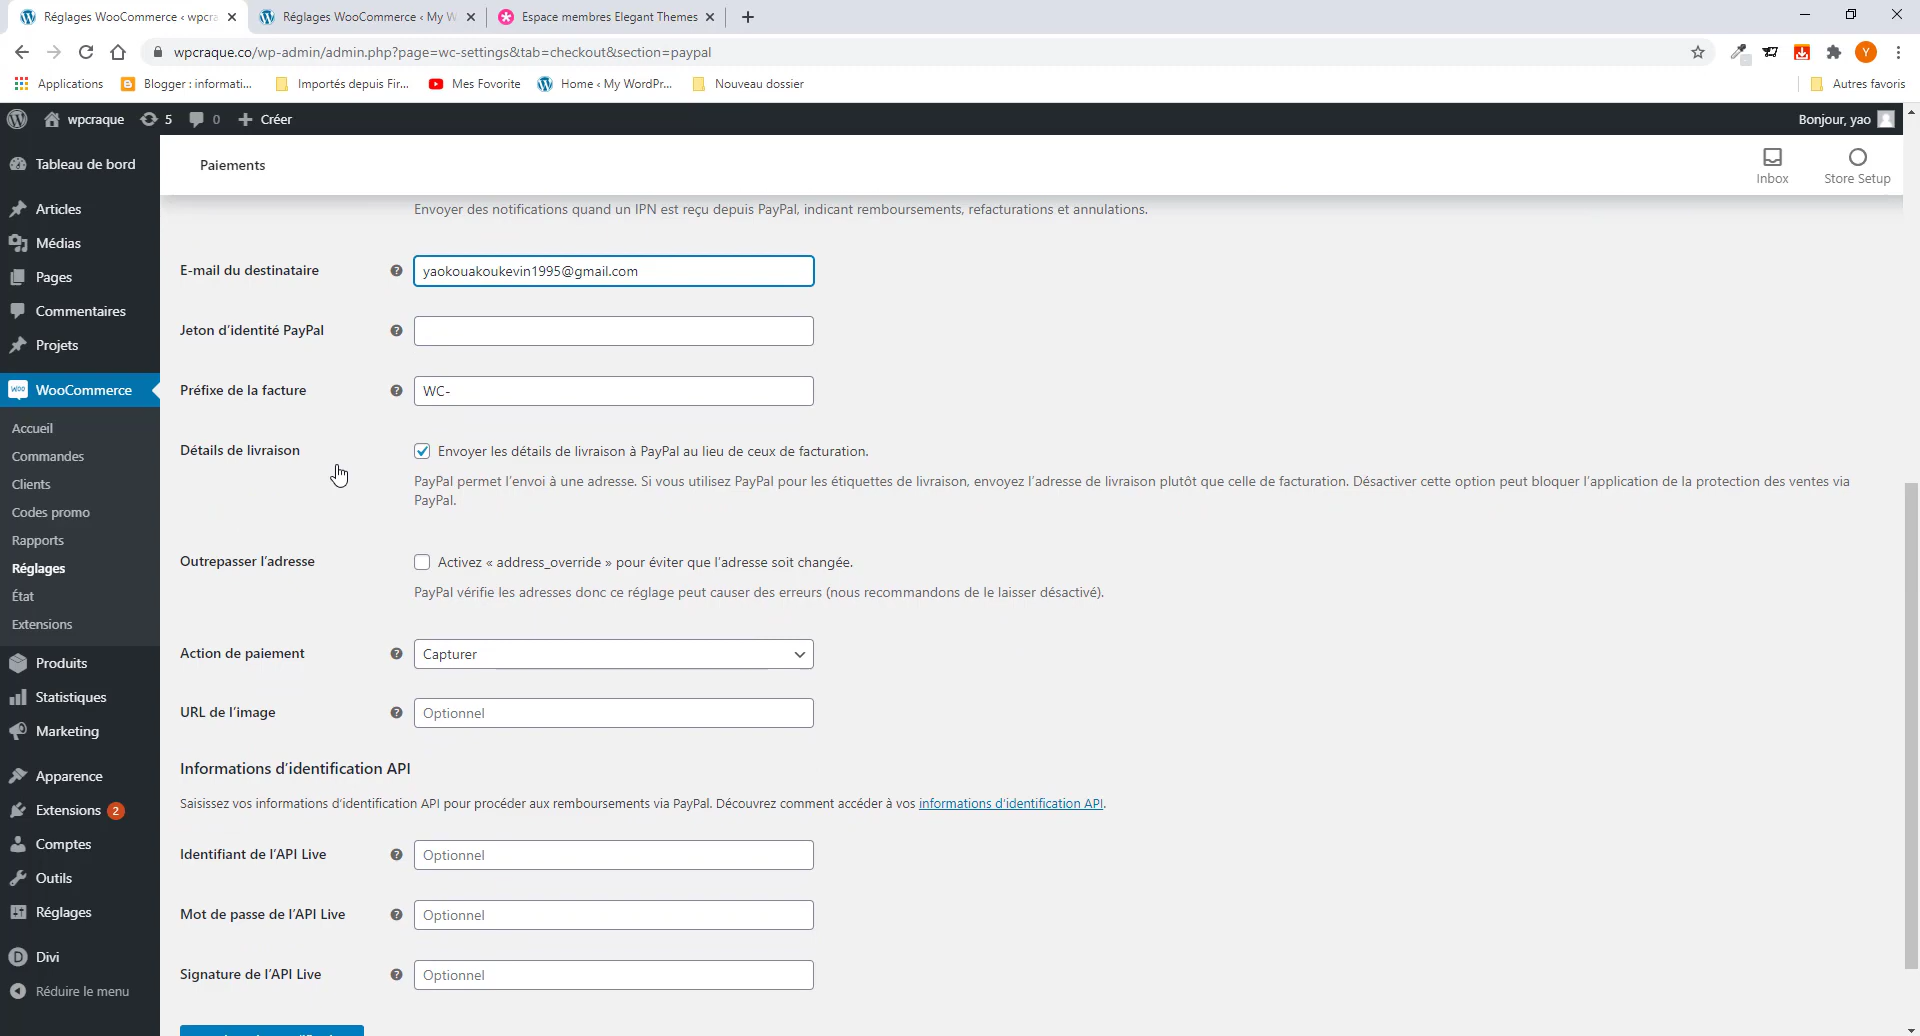 Réglages WooCommerce ‹ wpcra
Réglages WooCommerce ‹ My W
Espace membres Elegant Themes
wpcraque.co/wp-admin/admin.php?page=wc-settings&tab=checkout&section=paypal
Y
Applications
Blogger : informati...
Importés depuis Fir...
Mes Fovorite
Home ‹ My WordPr...
Nouveau dossier
Autres favoris
wpcraque
5
0
Créer
Bonjour, yao
Tableau de bord
Articles
Médias
Pages
Commentaires
Projets
WooCommerce
Accueil
Commandes
Clients
Codes promo
Rapports
Réglages
État
Extensions
Produits
Statistiques
Marketing
Apparence
Extensions 2
Comptes
Outils
Réglages
Divi
Réduire le menu
Paiements
Inbox
Store Setup
Envoyer des notifications quand un IPN est reçu depuis PayPal, indicant remboursements, refacturations et annulations.
E-mail du destinataire
yaokouakoukevin1995@gmail.com
Jeton d’identité PayPal
Préfixe de la facture
WC-
Détails de livraison
Envoyer les détails de livraison à PayPal au lieu de ceux de facturation.
PayPal permet l’envoi à une adresse. Si vous utilisez PayPal pour les étiquettes de livraison, envoyez l’adresse de livraison plutôt que celle de facturation. Désactiver cette option peut bloquer l’application de la protection des ventes via
PayPal.
Outrepasser l’adresse
Activez « address_override » pour éviter que l’adresse soit changée.
PayPal vérifie les adresses donc ce réglage peut causer des erreurs (nous recommandons de le laisser désactivé).
Action de paiement
Capturer
URL de l’image
Optionnel
Informations d’identification API
Saisissez vos informations d’identification API pour procéder aux remboursements via PayPal. Découvrez comment accéder à vos informations d’identification API.
Identifiant de l’API Live
Optionnel
Mot de passe de l’API Live
Optionnel
Signature de l’API Live
Optionnel